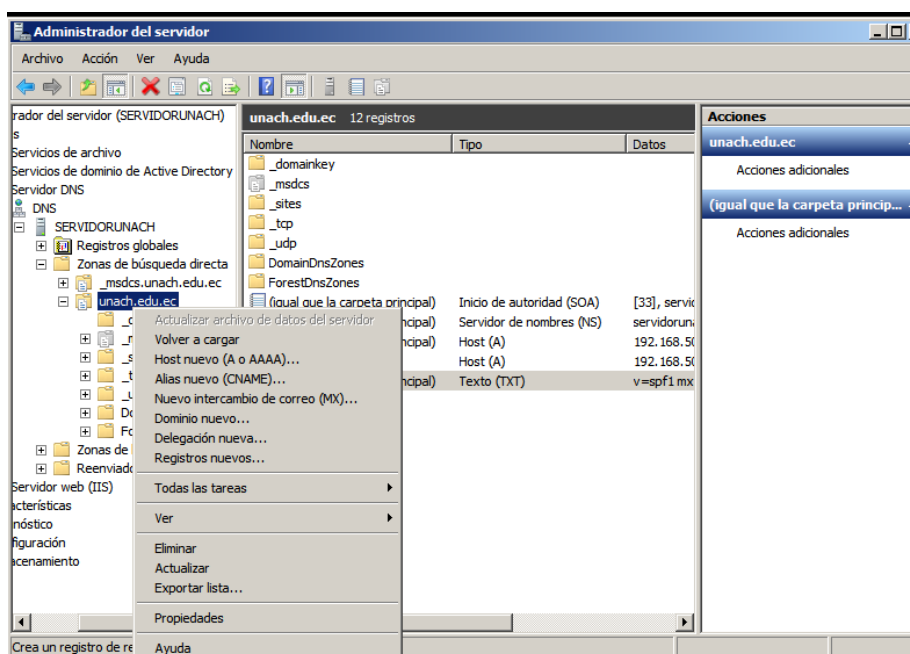 Administrador del servidor
Archivo Acción Ver Ayuda
rador del servidor (SERVIDORUNACH)
s
Servicios de archivo
Servicios de dominio de Active Directory
Servidor DNS
DNS
SERVIDORUNACH
Registros globales
Zonas de búsqueda directa
_msdcs.unach.edu.ec
unach.edu.ec
Do
Fo
Zonas de
Reenviado
Servidor web (IIS)
acterísticas
nóstico
figuración
acenamiento
Actualizar archivo de datos del servidor
Volver a cargar
Host nuevo (A o AAAA)...
Alias nuevo (CNAME)...
Nuevo intercambio de correo (MX)...
Dominio nuevo...
Delegación nueva...
Registros nuevos...
Todas las tareas
Ver
Eliminar
Actualizar
Exportar lista...
Propiedades
Ayuda
unach.edu.ec 12 registros
Nombre Tipo Datos
_domainkey
_msdcs
_sites
_tcp
_udp
DomainDnsZones
ForestDnsZones
(igual que la carpeta principal) Inicio de autoridad (SOA) [33], servic
ncipal) Servidor de nombres (NS) servidoruna
ncipal) Host (A) 192.168.50
Host (A) 192.168.50
ncipal) Texto (TXT) v=spf1 mx
Acciones
unach.edu.ec
Acciones adicionales
(igual que la carpeta princip...
Acciones adicionales
Crea un registro de re